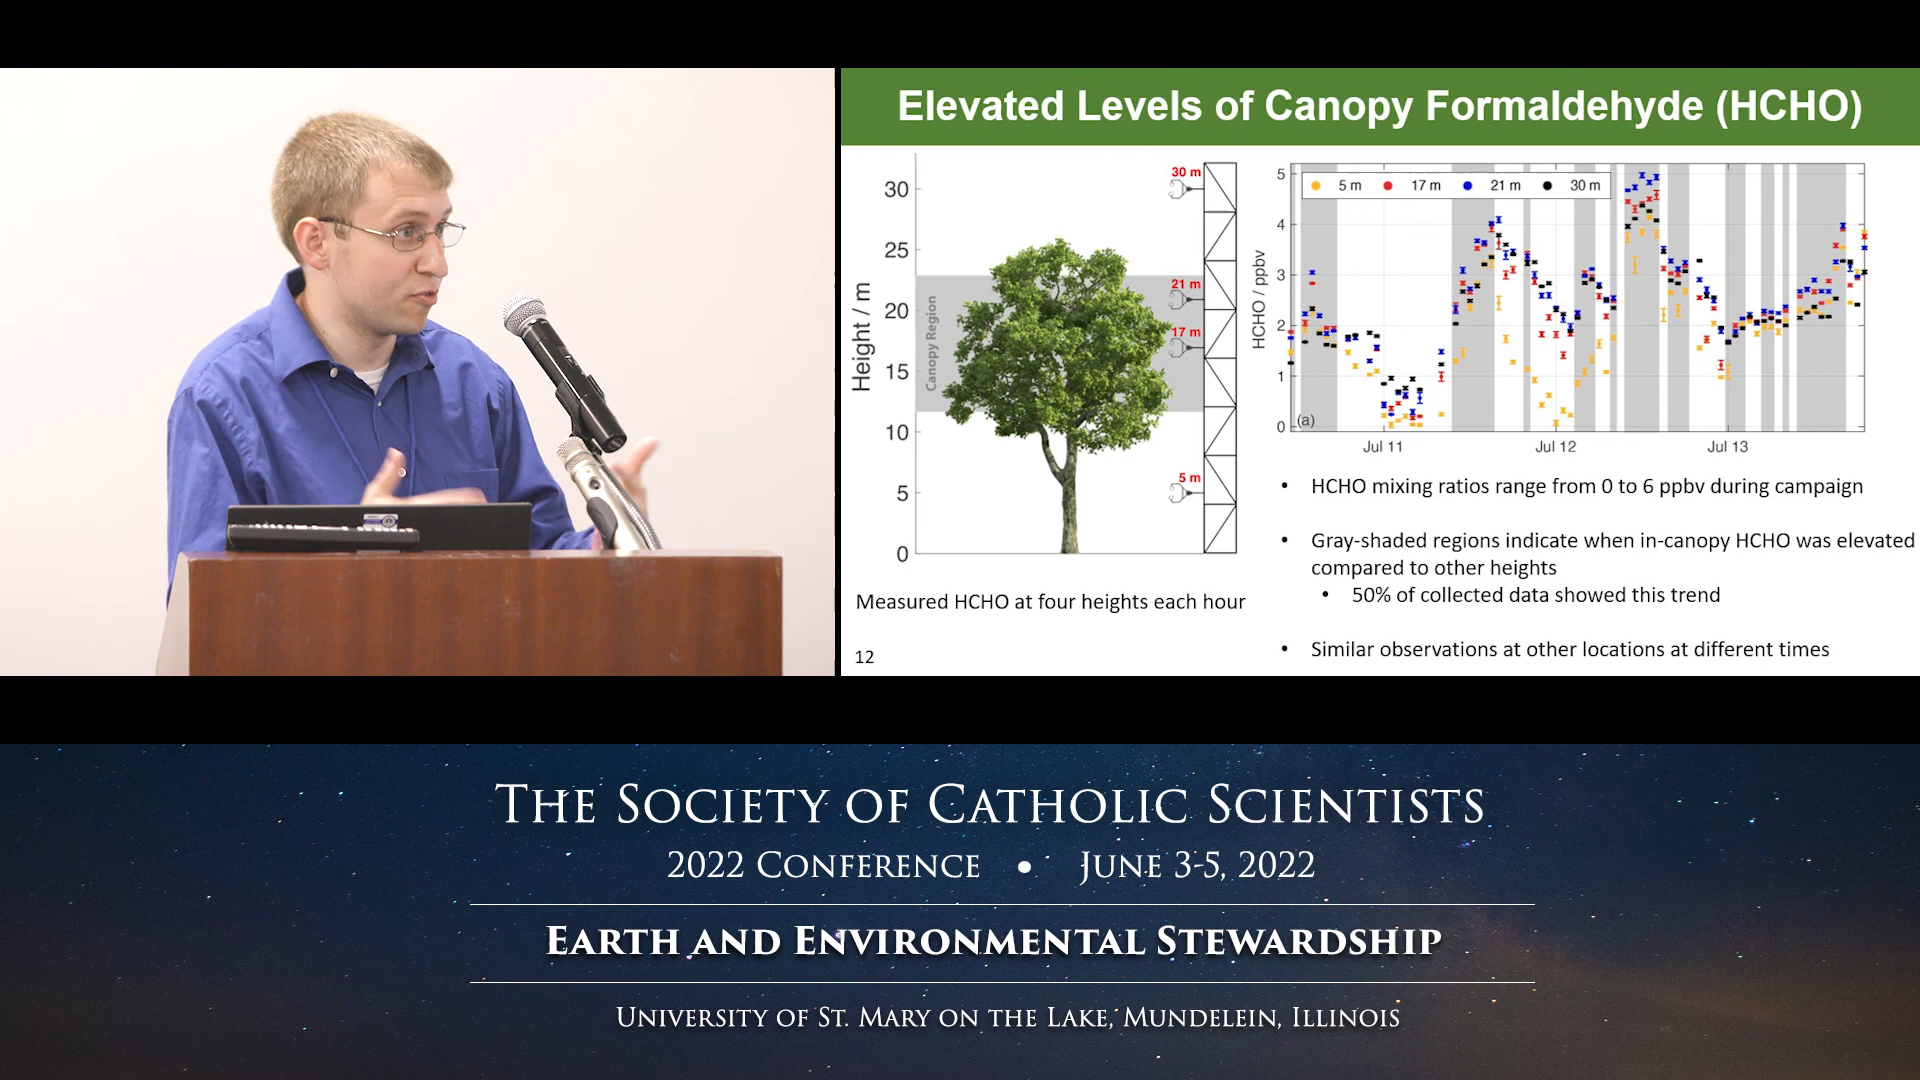 Elevated Levels of Canopy Formaldehyde (HCHO)
Height / m
30
25
20
15
10
5
0
Canopy Region
30 m
21 m
17 m
5 m
Measured HCHO at four heights each hour
12
HCHO / ppbv
5
4
3
2
1
0
5 m 17 m 21 m 30 m
(a)
Jul 11 Jul 12 Jul 13
• HCHO mixing ratios range from 0 to 6 ppbv during campaign
• Gray-shaded regions indicate when in-canopy HCHO was elevated
compared to other heights
• 50% of collected data showed this trend
• Similar observations at other locations at different times
The Society of Catholic Scientists
2022 Conference • June 3-5, 2022
Earth and Environmental Stewardship
University of St. Mary on the Lake, Mundelein, Illinois